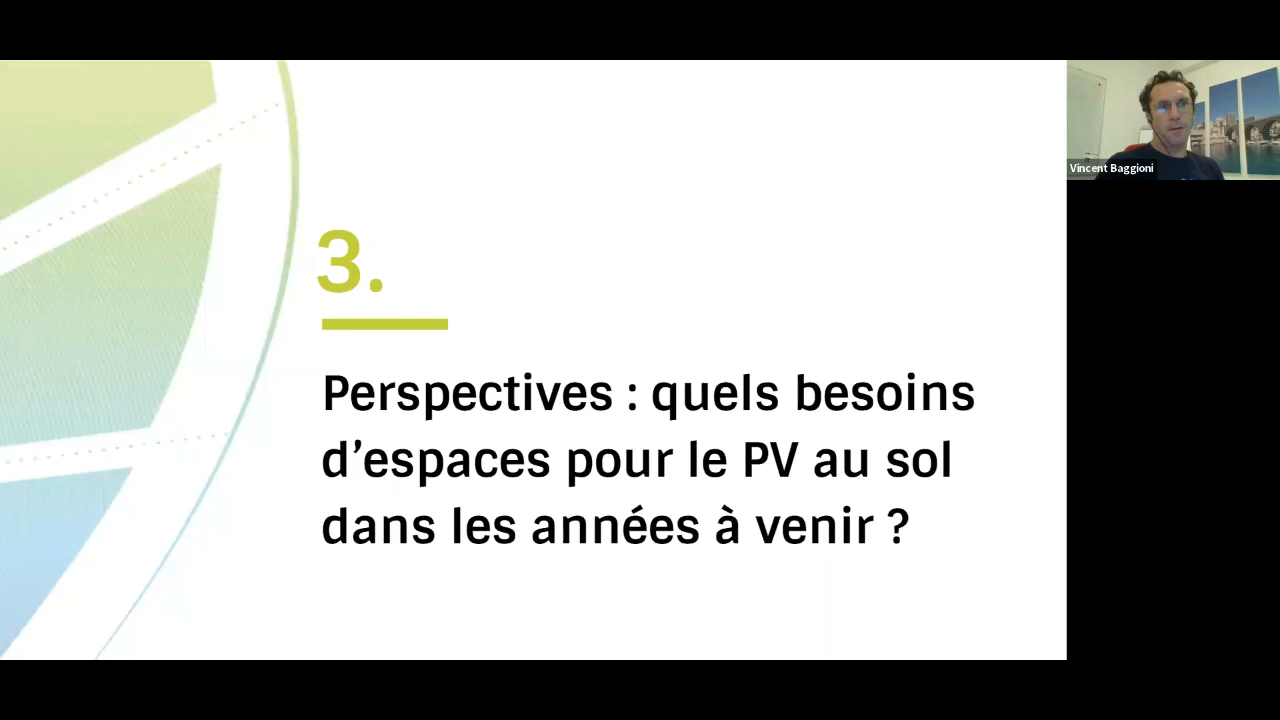 3.
Perspectives : quels besoins
d’espaces pour le PV au sol
dans les années à venir ?
Vincent Baggioni